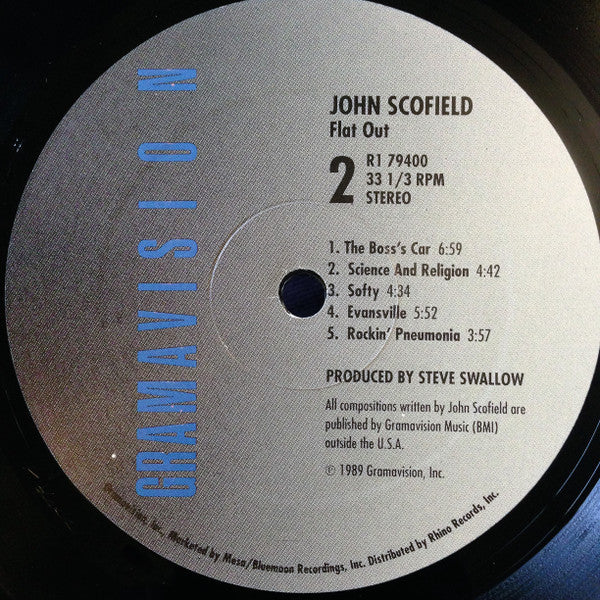 GRAMAVISION
JOHN SCOFIELD
Flat Out
2
R1 79400
33 1/3 RPM
STEREO
1. The Boss's Car 6:59
2. Science And Religion 4:42
3. Softy 4:34
4. Evansville 5:52
5. Rockin' Pneumonia 3:57
PRODUCED BY STEVE SWALLOW
All compositions written by John Scofield are
published by Gramavision Music (BMI)
outside the U.S.A.
℗ 1989 Gramavision, Inc.
Gramavision, Inc. Marketed by Mesa/Bluemoon Recordings, Inc. Distributed by Rhino Records, Inc.